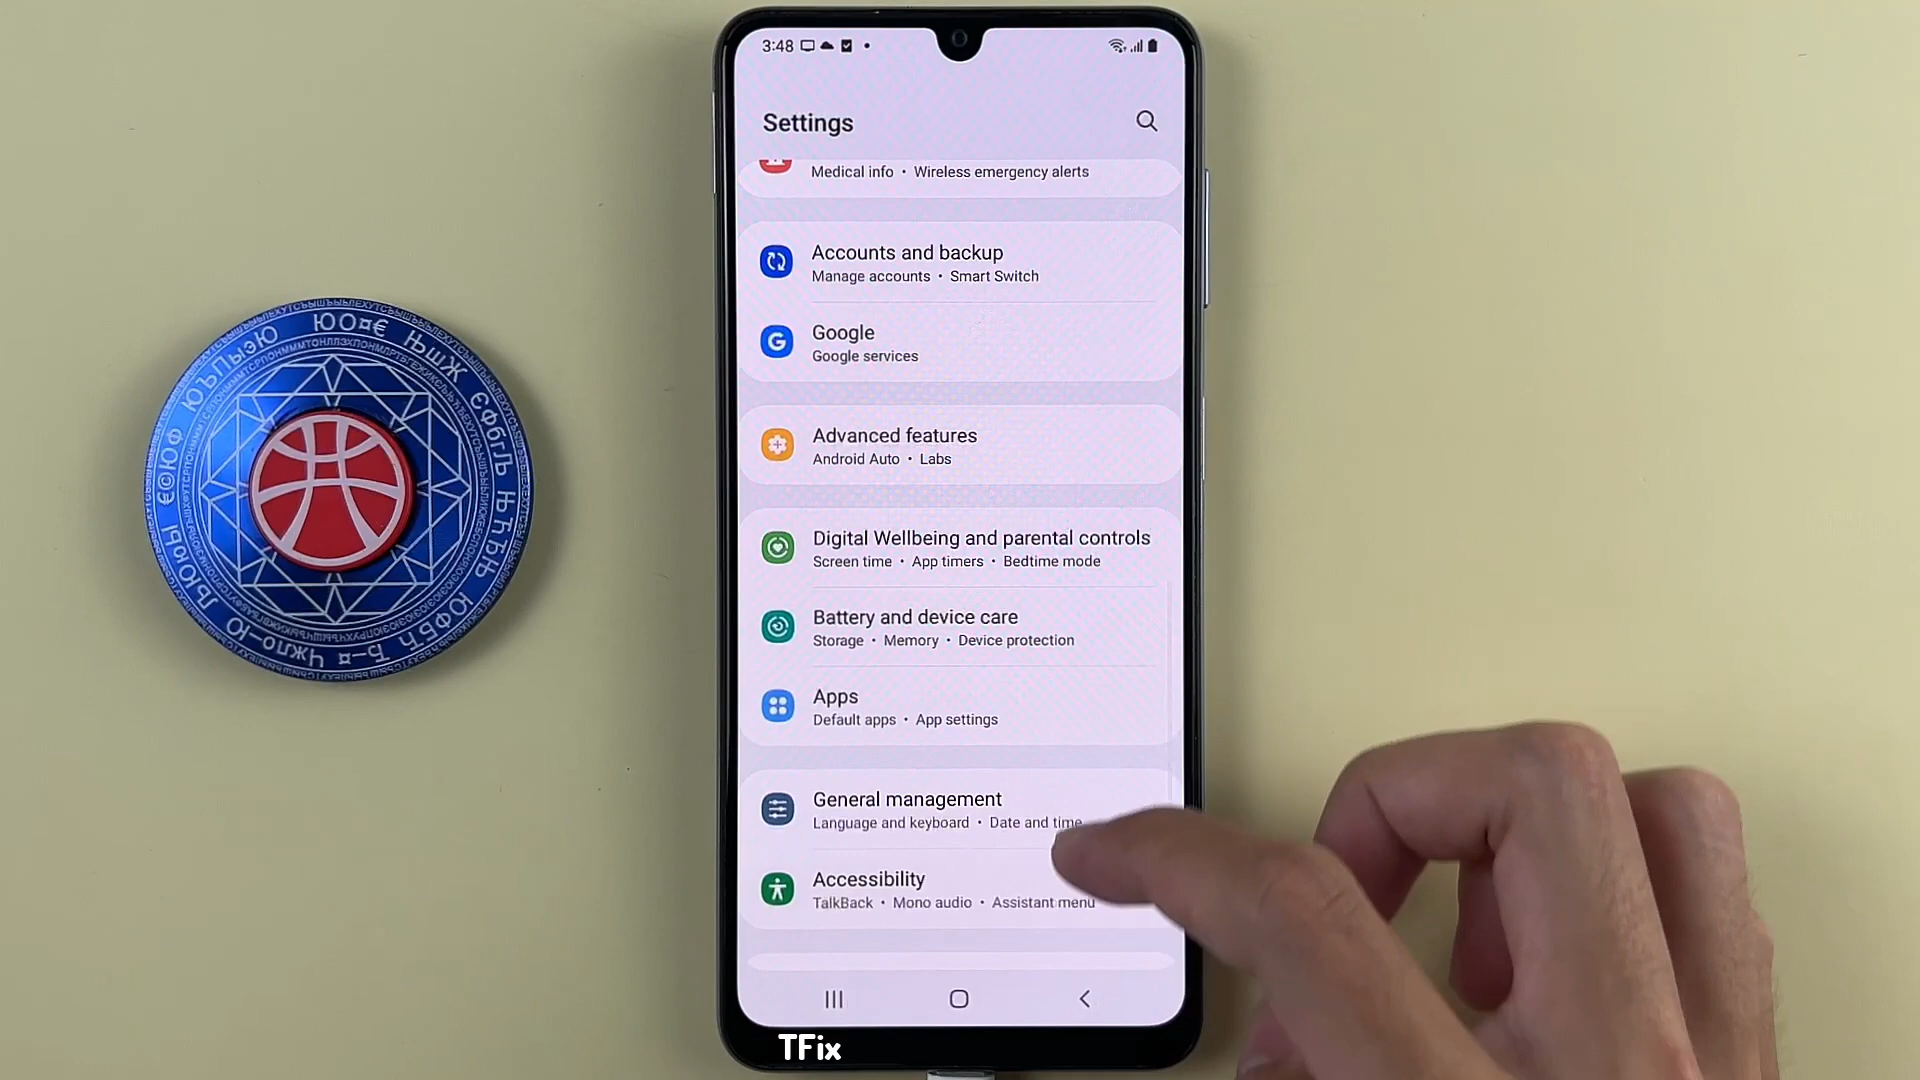 3:48
Settings
Medical info • Wireless emergency alerts
Accounts and backup
Manage accounts • Smart Switch
Google
Google services
Advanced features
Android Auto • Labs
Digital Wellbeing and parental controls
Screen time • App timers • Bedtime mode
Battery and device care
Storage • Memory • Device protection
Apps
Default apps • App settings
General management
Language and keyboard • Date and time
Accessibility
TalkBack • Mono audio • Assistant menu
TFix